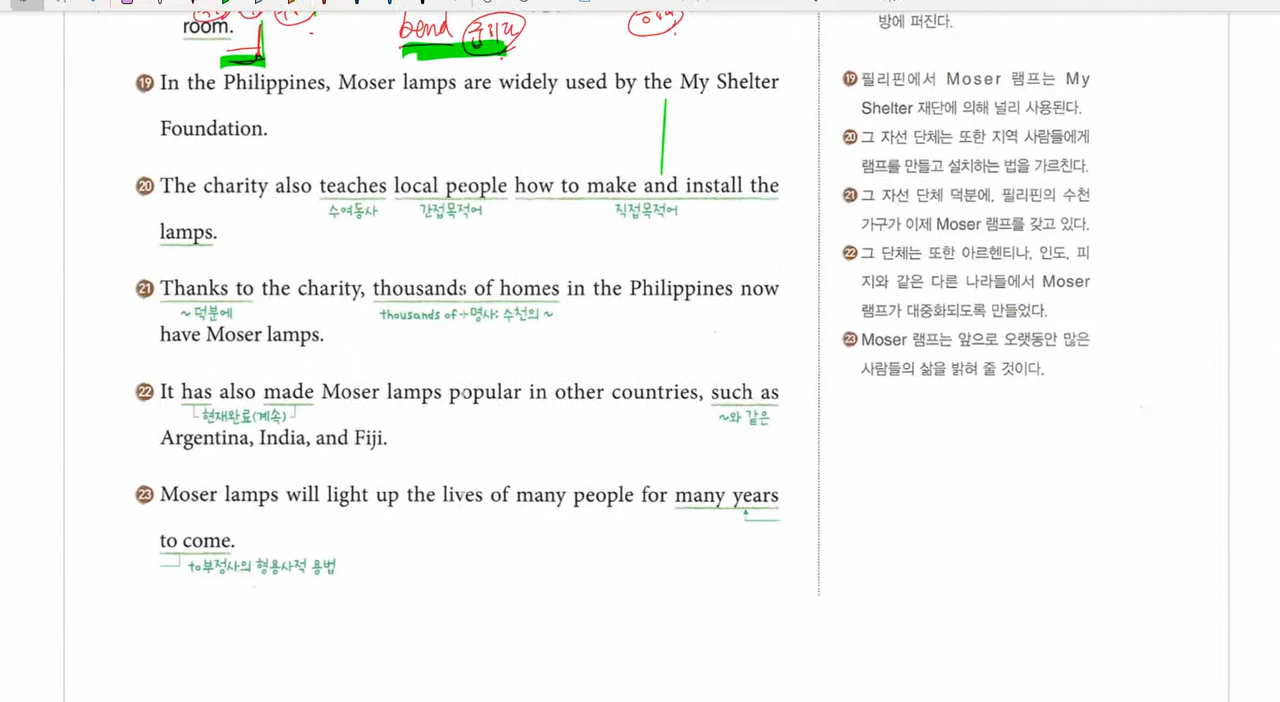 room.
bend 굽히다
⑲ In the Philippines, Moser lamps are widely used by the My Shelter
Foundation.
⑳ The charity also teaches local people how to make and install the
수여동사 간접목적어 직접목적어
lamps.
㉑ Thanks to the charity, thousands of homes in the Philippines now
~ 덕분에 thousands of+명사: 수천의 ~
have Moser lamps.
㉒ It has also made Moser lamps popular in other countries, such as
현재완료(계속) ~와 같은
Argentina, India, and Fiji.
㉓ Moser lamps will light up the lives of many people for many years
to come.
to부정사의 형용사적 용법
방에 퍼진다.
⑲ 필리핀에서 Moser 램프는 My
Shelter 재단에 의해 널리 사용된다.
⑳ 그 자선 단체는 또한 지역 사람들에게
램프를 만들고 설치하는 법을 가르친다.
㉑ 그 자선 단체 덕분에, 필리핀의 수천
가구가 이제 Moser 램프를 갖고 있다.
㉒ 그 단체는 또한 아르헨티나, 인도, 피
지와 같은 다른 나라들에서 Moser
램프가 대중화되도록 만들었다.
㉓ Moser 램프는 앞으로 오랫동안 많은
사람들의 삶을 밝혀 줄 것이다.